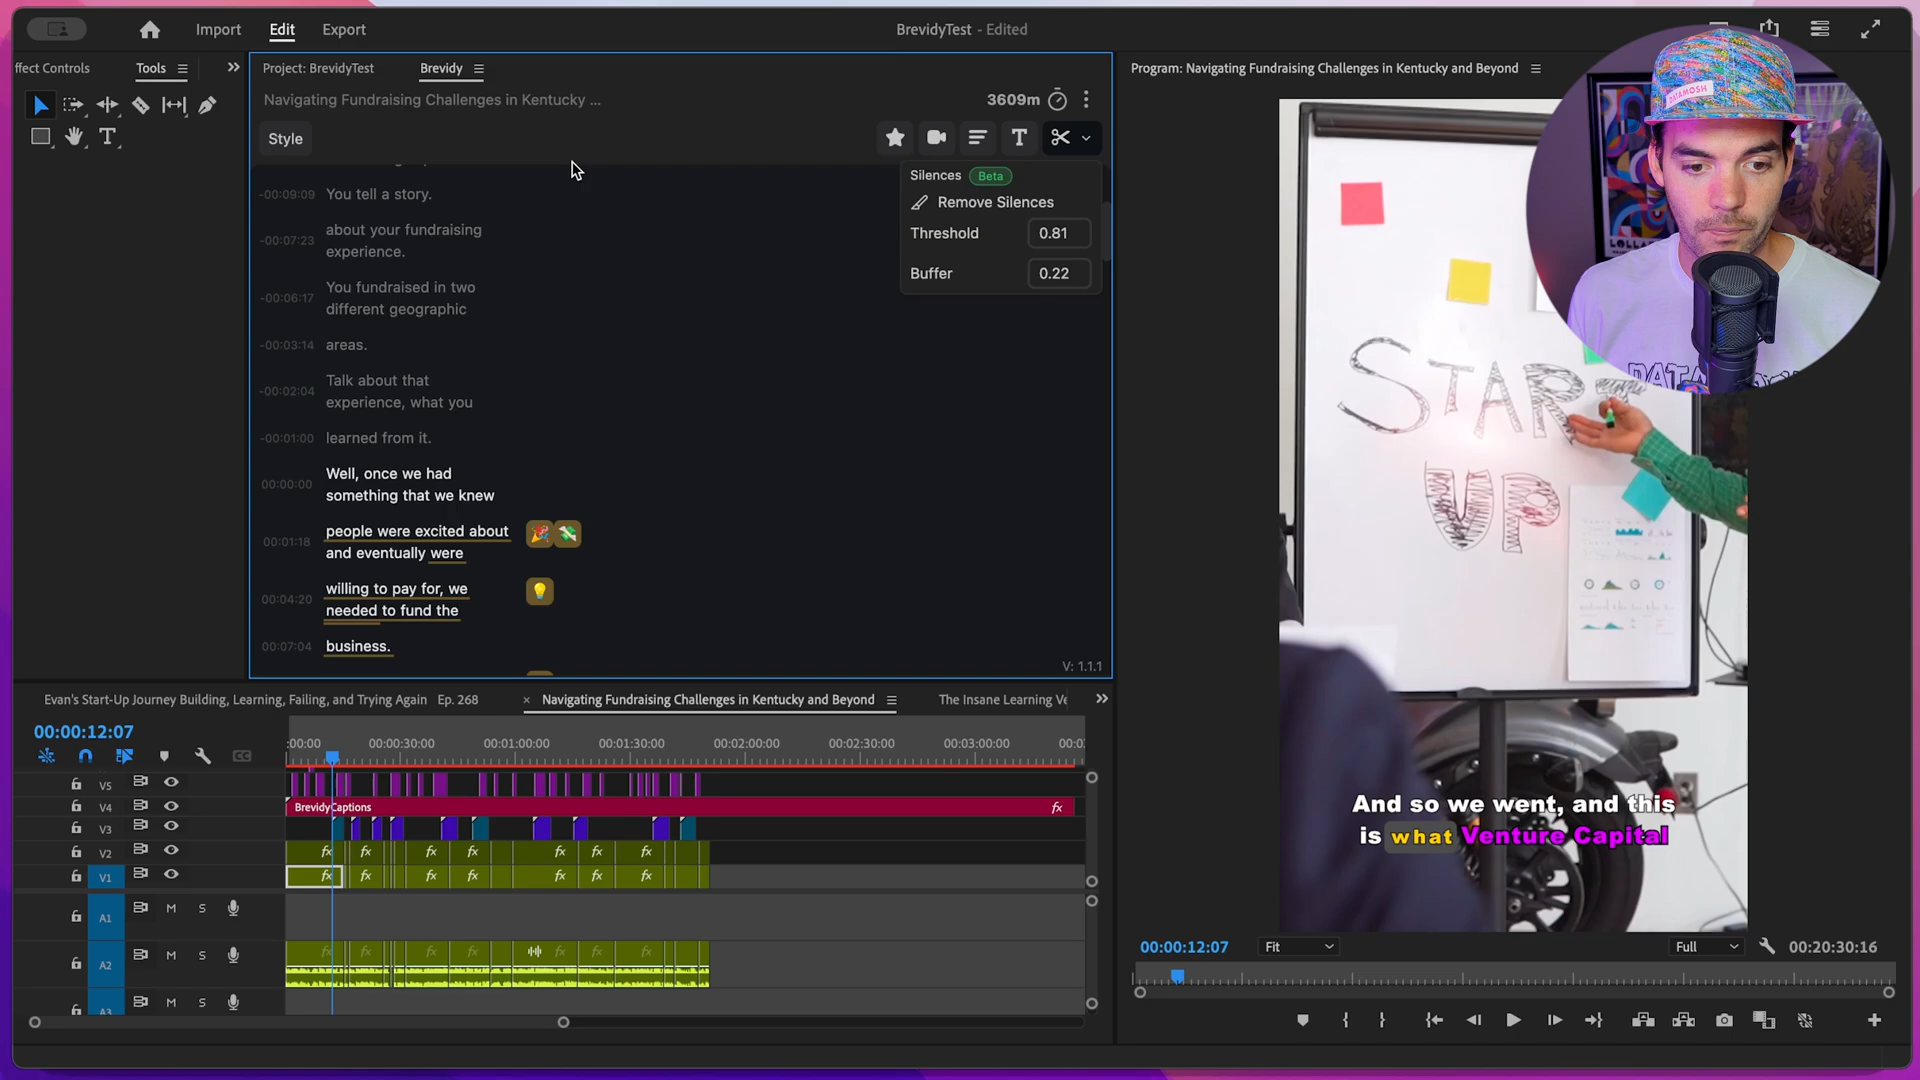 Import
Edit
Export
BrevidyTest - Edited
ffect Controls
Tools
Project: BrevidyTest
Brevidy
Program: Navigating Fundraising Challenges in Kentucky and Beyond
Navigating Fundraising Challenges in Kentucky ...
3609m
Style
Silences Beta
Remove Silences
Threshold 0.81
Buffer 0.22
-00:09:09 You tell a story.
-00:07:23 about your fundraising
experience.
-00:06:17 You fundraised in two
different geographic
-00:03:14 areas.
-00:02:04 Talk about that
experience, what you
-00:01:00 learned from it.
00:00:00 Well, once we had
something that we knew
00:01:18 people were excited about
and eventually were
00:04:20 willing to pay for, we
needed to fund the
00:07:04 business.
V: 1.1.1
DATAMOSH
START
UP
And so we went, and this
is what Venture Capital
Evan's Start-Up Journey Building, Learning, Failing, and Trying Again Ep. 268
Navigating Fundraising Challenges in Kentucky and Beyond
The Insane Learning Ve
00:00:12:07
:00:00
00:00:30:00
00:01:00:00
00:01:30:00
00:02:00:00
00:02:30:00
00:03:00:00
00:0
V5
V4
BrevidyCaptions
fx
V3
V2
fx fx fx fx fx fx fx
V1
fx fx fx fx fx fx fx
A1
M S
A2
M S
fx fx fx fx fx fx fx
A3
M S
00:00:12:07
Fit
Full
00:20:30:16